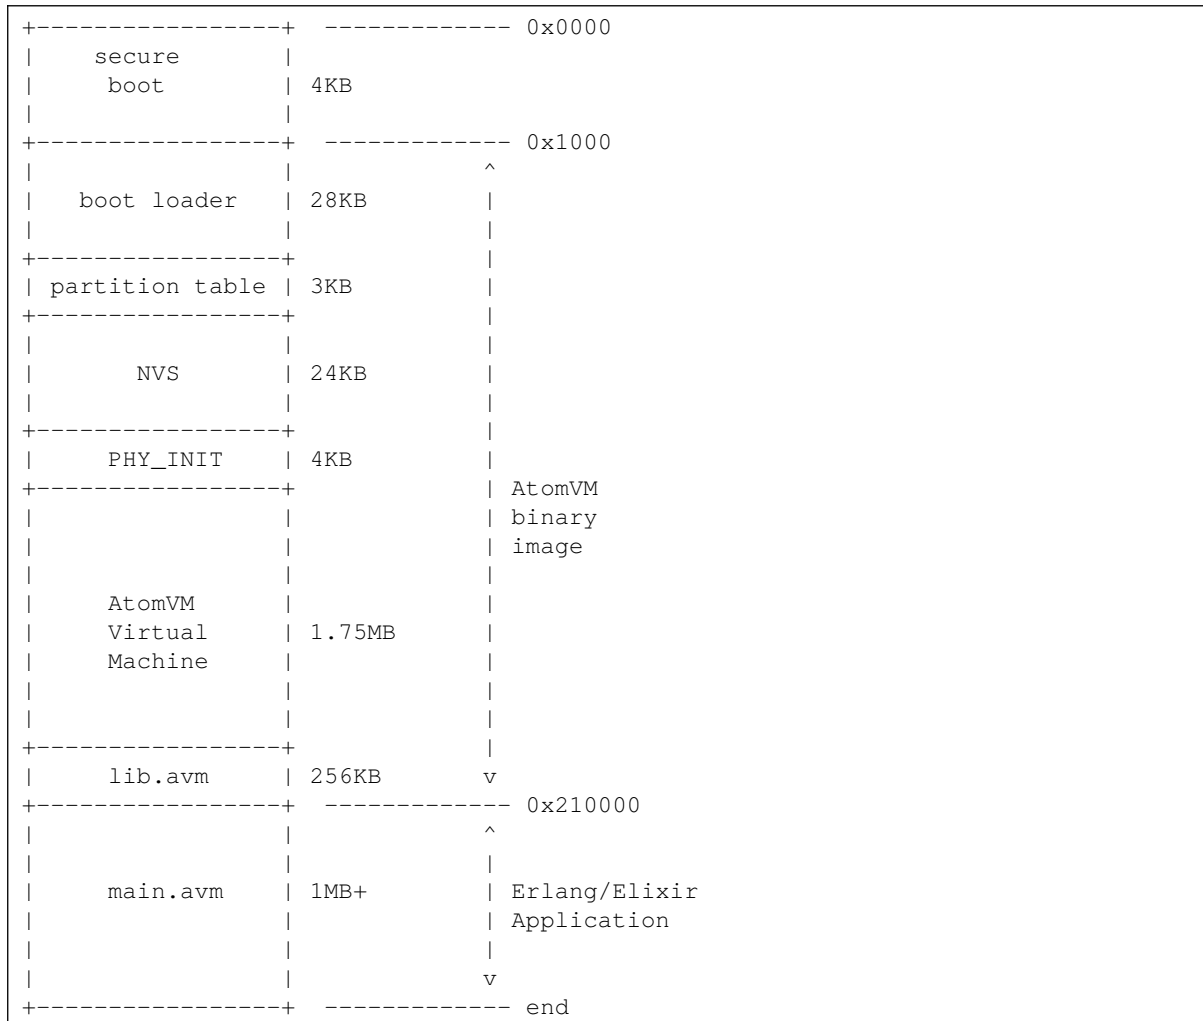 +-----------------+  ------------- 0x0000
|     secure      |
|      boot       | 4KB
|                 |
+-----------------+  ------------- 0x1000
|                 |               ^
|   boot loader   | 28KB          |
|                 |               |
+-----------------+               |
| partition table | 3KB           |
+-----------------+               |
|                 |               |
|       NVS       | 24KB          |
|                 |               |
+-----------------+               |
|     PHY_INIT    | 4KB           |
+-----------------+               | AtomVM
|                 |               | binary
|                 |               | image
|                 |               |
|     AtomVM      |               |
|     Virtual     | 1.75MB        |
|     Machine     |               |
|                 |               |
|                 |               |
+-----------------+               |
|     lib.avm     | 256KB         v
+-----------------+  ------------- 0x210000
|                 |               ^
|                 |               |
|     main.avm    | 1MB+          | Erlang/Elixir
|                 |               | Application
|                 |               |
|                 |               v
+-----------------+  ------------- end